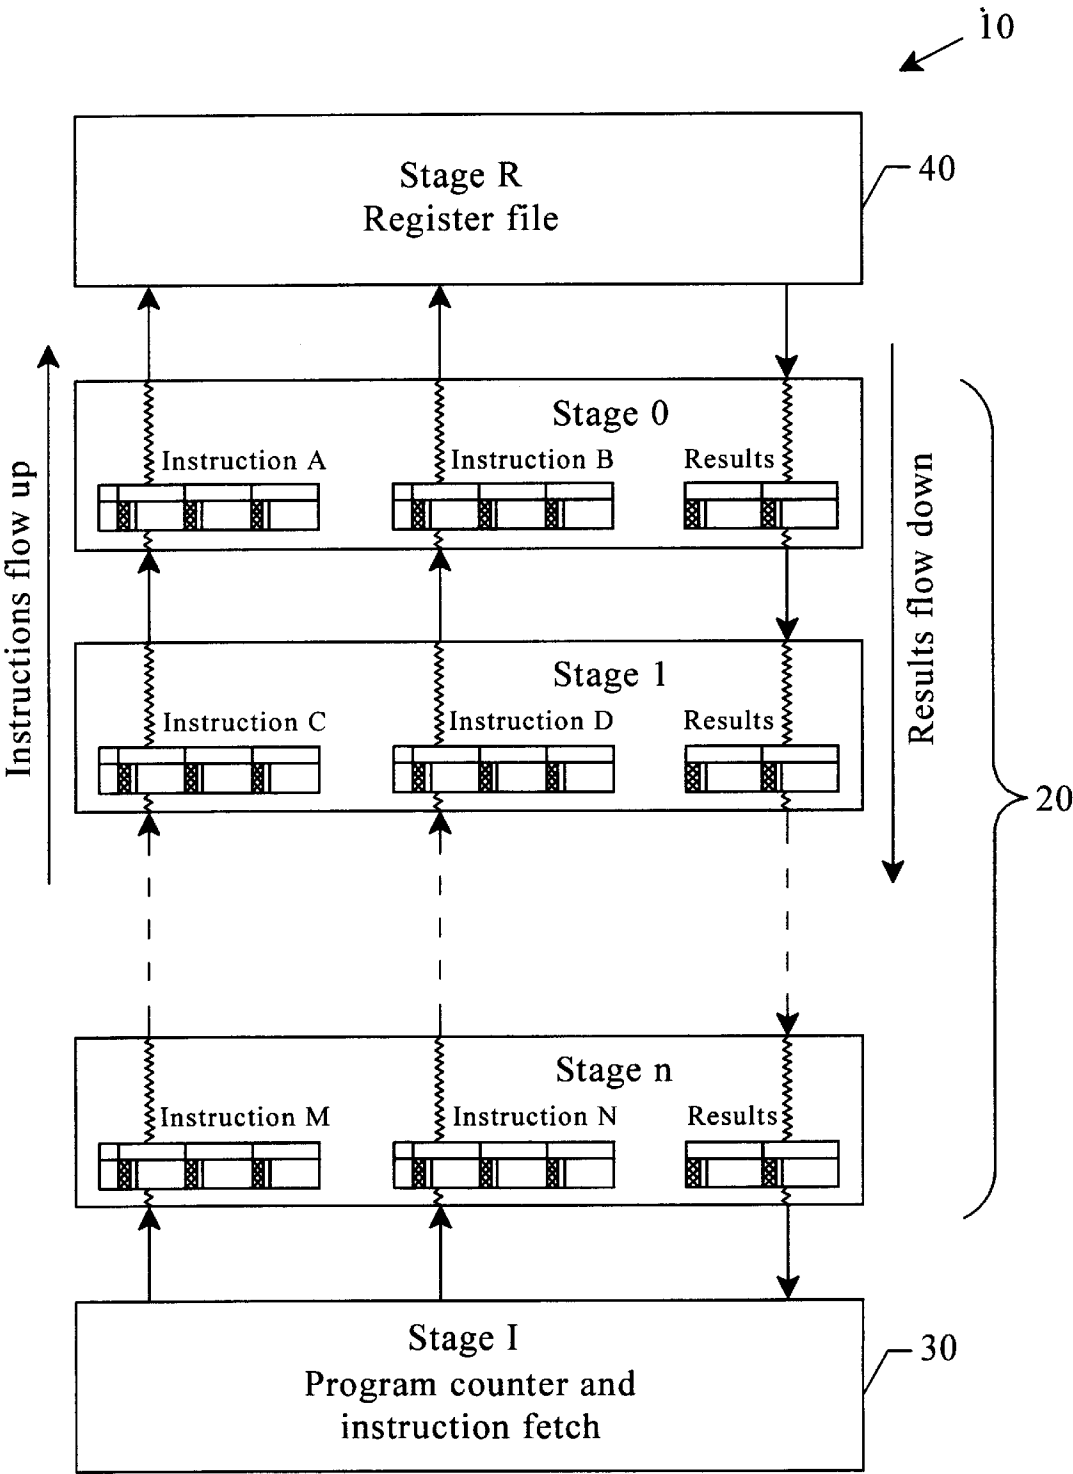 10
Stage R
Register file
40
Instructions flow up
Results flow down
Stage 0
Instruction A
Instruction B
Results
Stage 1
Instruction C
Instruction D
Results
20
Stage n
Instruction M
Instruction N
Results
Stage I
Program counter and
instruction fetch
30